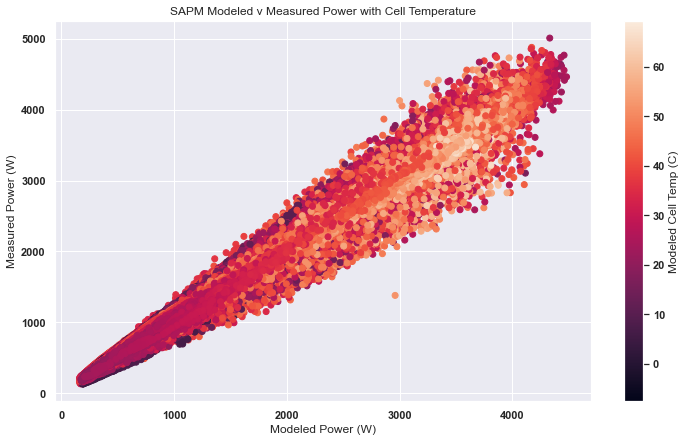 SAPM Modeled v Measured Power with Cell Temperature
5000
4000
3000
2000
1000
0
Measured Power (W)
0 1000 2000 3000 4000
Modeled Power (W)
60
50
40
30
20
10
0
Modeled Cell Temp (C)